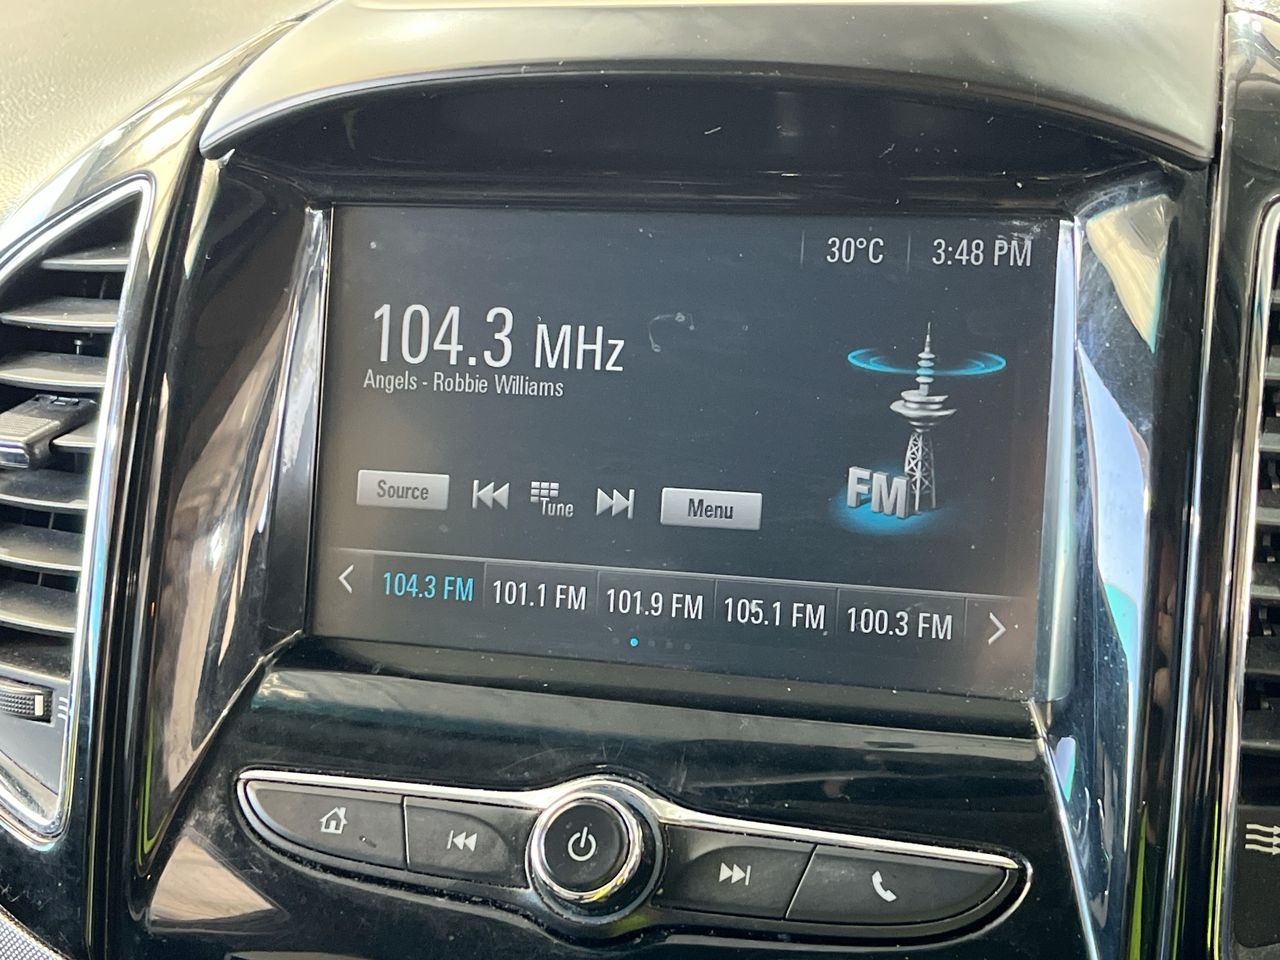 30°C 3:48 PM
104.3 MHz
Angels - Robbie Williams
Source Tune Menu
FM
104.3 FM 101.1 FM 101.9 FM 105.1 FM 100.3 FM